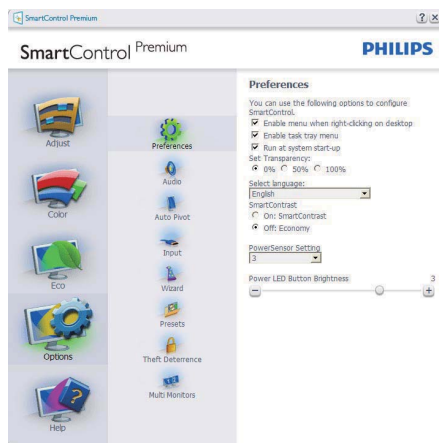 SmartControl Premium
SmartControl Premium
PHILIPS
Adjust
Color
Eco
Options
Help
Preferences
Audio
Auto Pivot
Input
Wizard
Presets
Theft Deterrence
Multi Monitors
Preferences
You can use the following options to configure
SmartControl.
Enable menu when right-clicking on desktop
Enable task tray menu
Run at system start-up
Set Transparency:
0% 50% 100%
Select language:
English
SmartContrast
On: SmartContrast
Off: Economy
PowerSensor Setting
3
Power LED Button Brightness 3